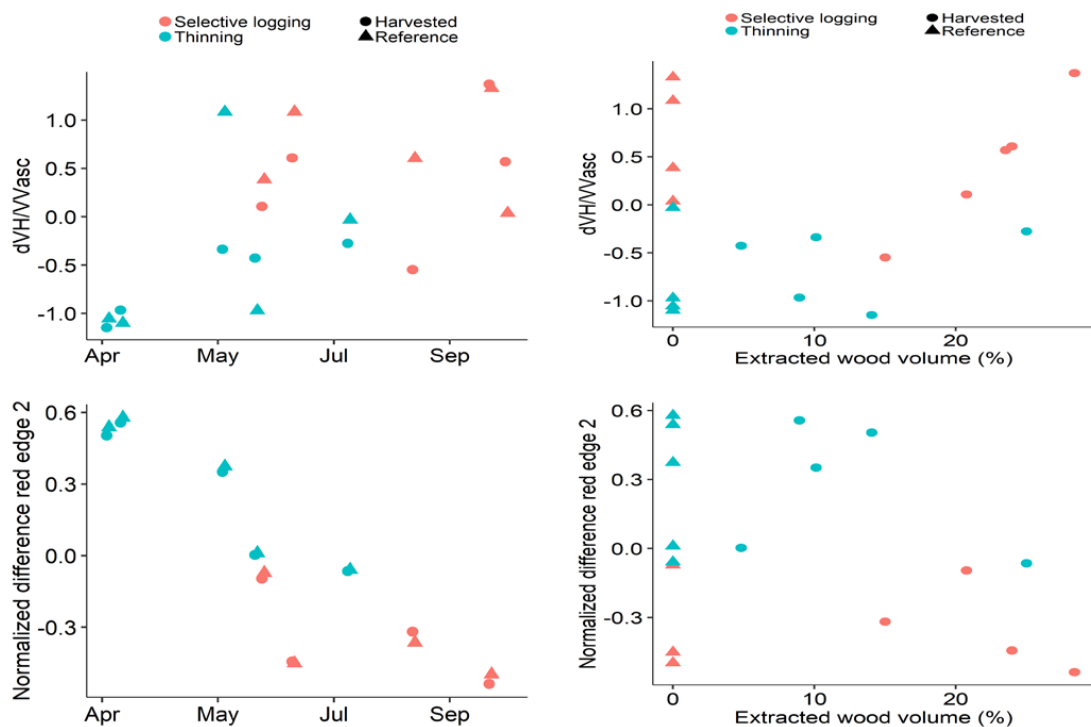 Selective logging Harvested
Thinning Reference
dVH/VVasc
1.0
0.5
0.0
-0.5
-1.0
Apr May Jul Sep
Selective logging Harvested
Thinning Reference
dVH/VVasc
1.0
0.5
0.0
-0.5
-1.0
0 10 20
Extracted wood volume (%)
Normalized difference red edge 2
0.6
0.3
0.0
-0.3
Apr May Jul Sep
Normalized difference red edge 2
0.6
0.3
0.0
-0.3
0 10 20
Extracted wood volume (%)